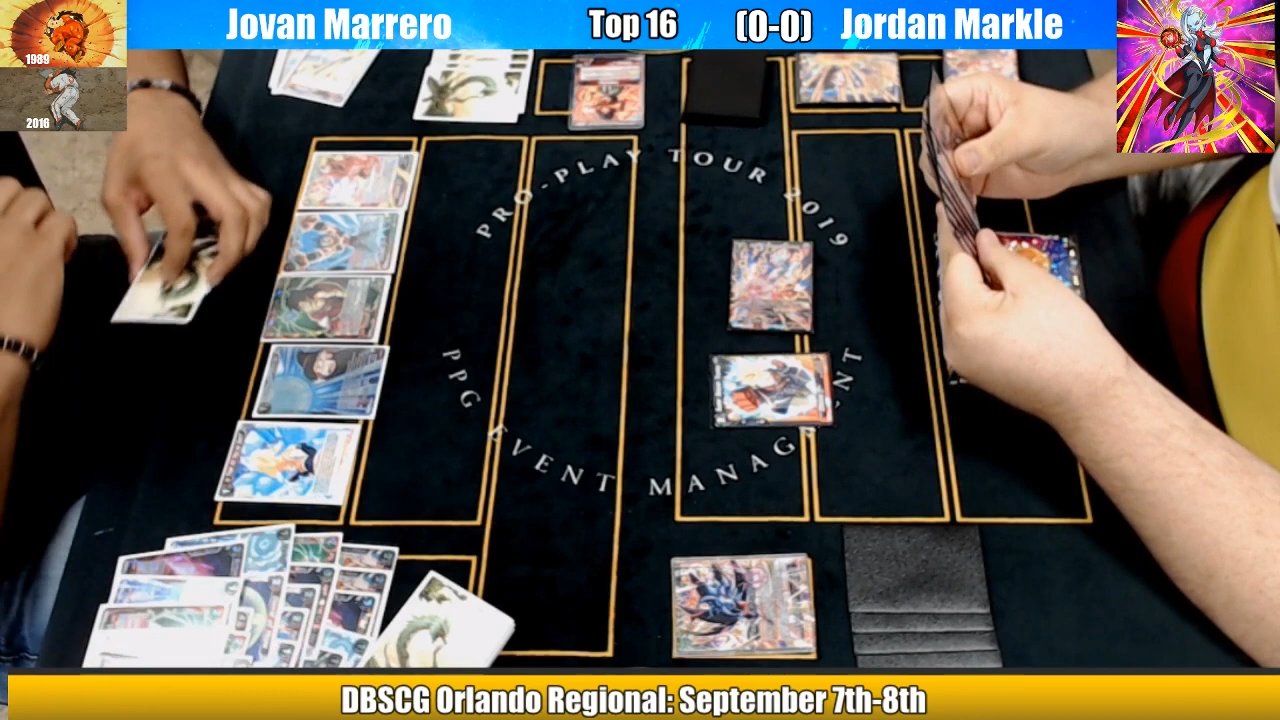 Jovan Marrero
Top 16
(0-0)
Jordan Markle
1989
2016
PRO-PLAY TOUR 2019
PPG EVENT MANAGEMENT
DBSCG Orlando Regional: September 7th-8th